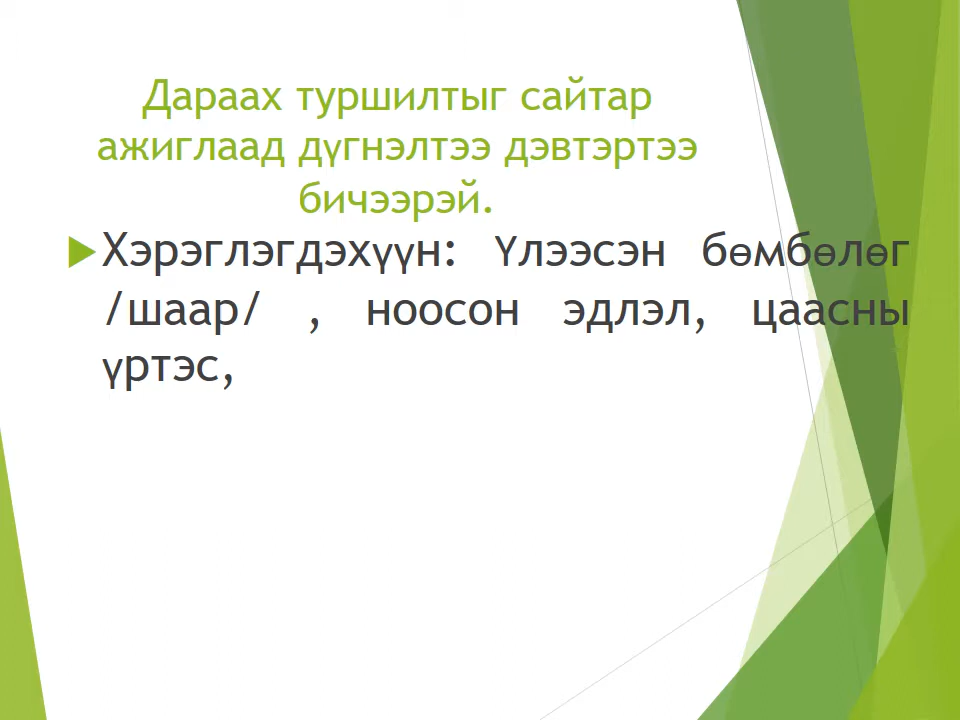 Дараах туршилтыг сайтар
ажиглаад дүгнэлтээ дэвтэртээ
бичээрэй.
Хэрэглэгдэхүүн: Үлээсэн бөмбөлөг
/шаар/ , ноосон эдлэл, цаасны
үртэс,